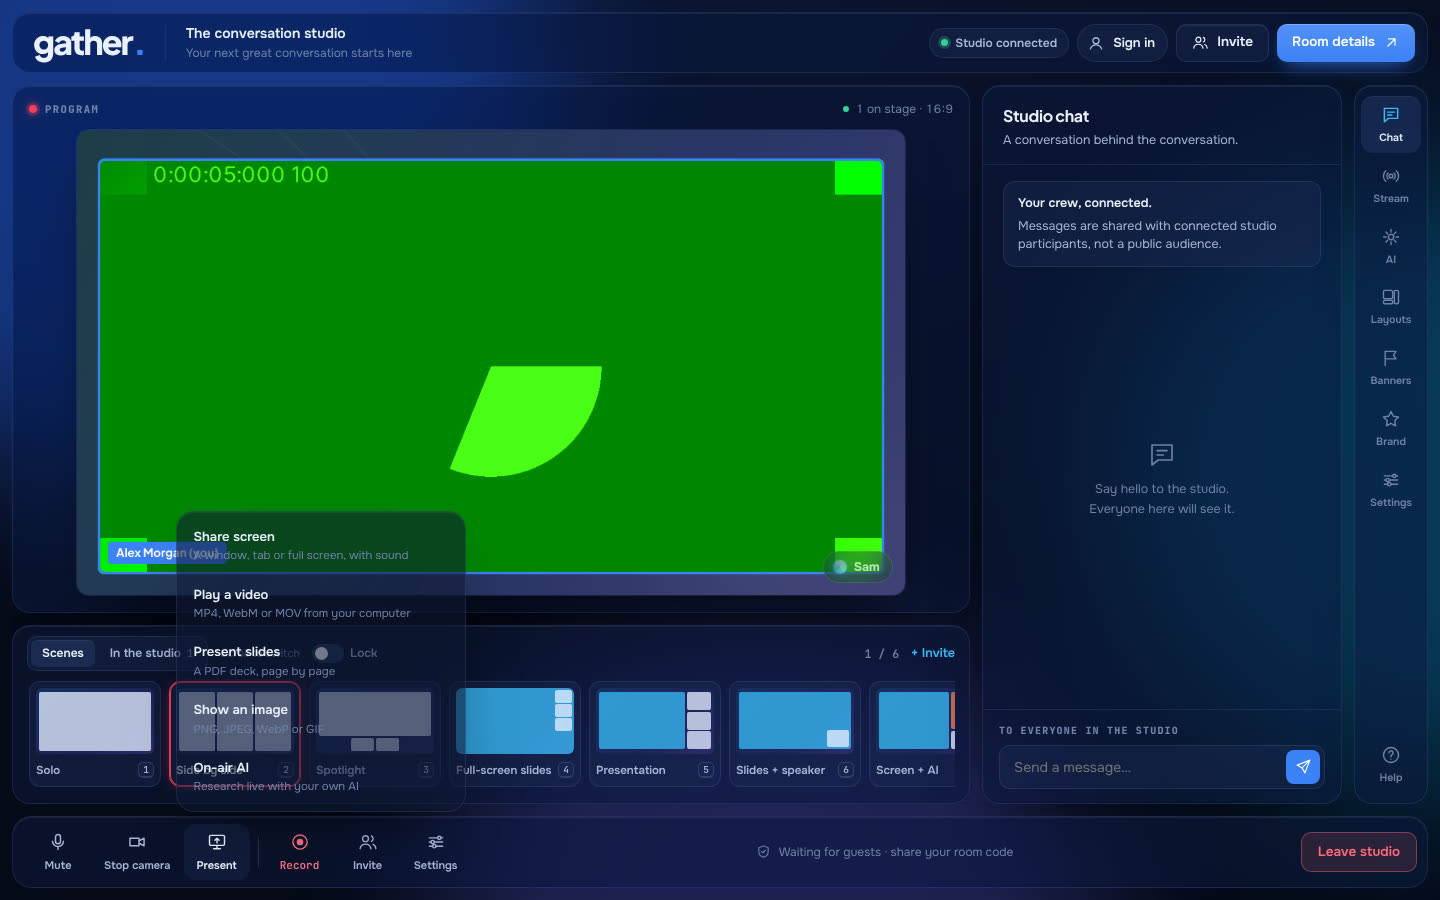 gather.
The conversation studio
Your next great conversation starts here
Studio connected
Sign in
Invite
Room details
PROGRAM
1 on stage · 16:9
0:00:05:000 100
Alex Morgan (you)
Sam
Share screen
A window, tab or full screen, with sound
Play a video
MP4, WebM or MOV from your computer
Present slides
A PDF deck, page by page
Show an image
PNG, JPEG, WebP or GIF
On-air AI
Research live with your own AI
Scenes
In the studio 1
Lock
1 / 6
+ Invite
Solo
1
Side by side
2
Spotlight
3
Full-screen slides
4
Presentation
5
Slides + speaker
6
Screen + AI
Studio chat
A conversation behind the conversation.
Your crew, connected.
Messages are shared with connected studio
participants, not a public audience.
Say hello to the studio.
Everyone here will see it.
TO EVERYONE IN THE STUDIO
Send a message...
Chat
Stream
AI
Layouts
Banners
Brand
Settings
Help
Mute
Stop camera
Present
Record
Invite
Settings
Waiting for guests · share your room code
Leave studio